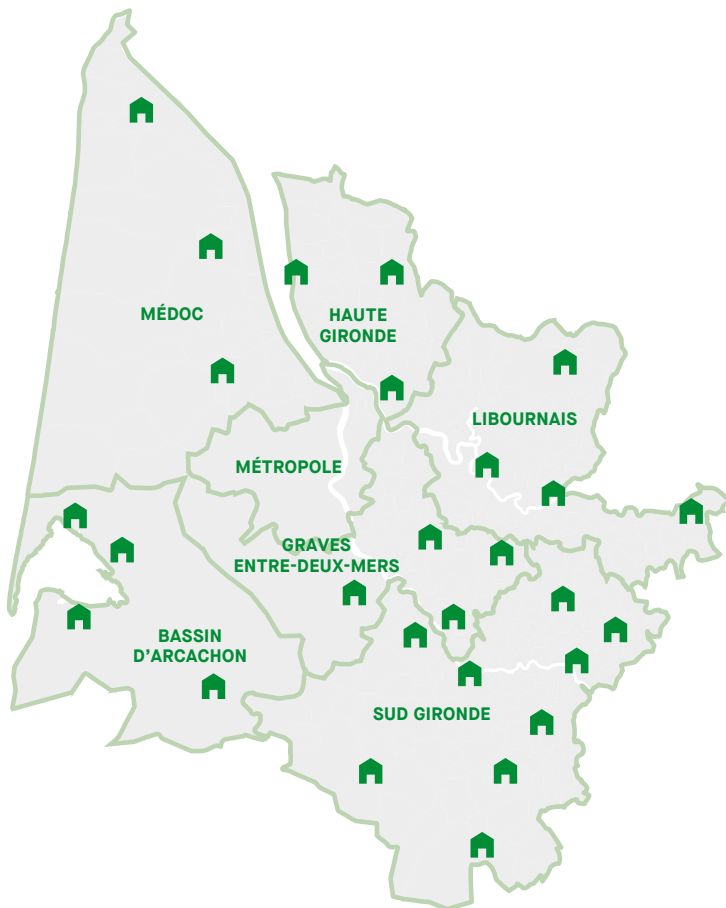 MÉDOC
HAUTE
GIRONDE
LIBOURNAIS
MÉTROPOLE
GRAVES
ENTRE-DEUX-MERS
BASSIN
D'ARCACHON
SUD GIRONDE